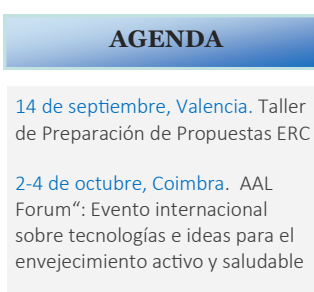 AGENDA
14 de septiembre, Valencia. Taller
de Preparación de Propuestas ERC
2-4 de octubre, Coimbra.  AAL
Forum“: Evento internacional
sobre tecnologías e ideas para el
envejecimiento activo y saludable